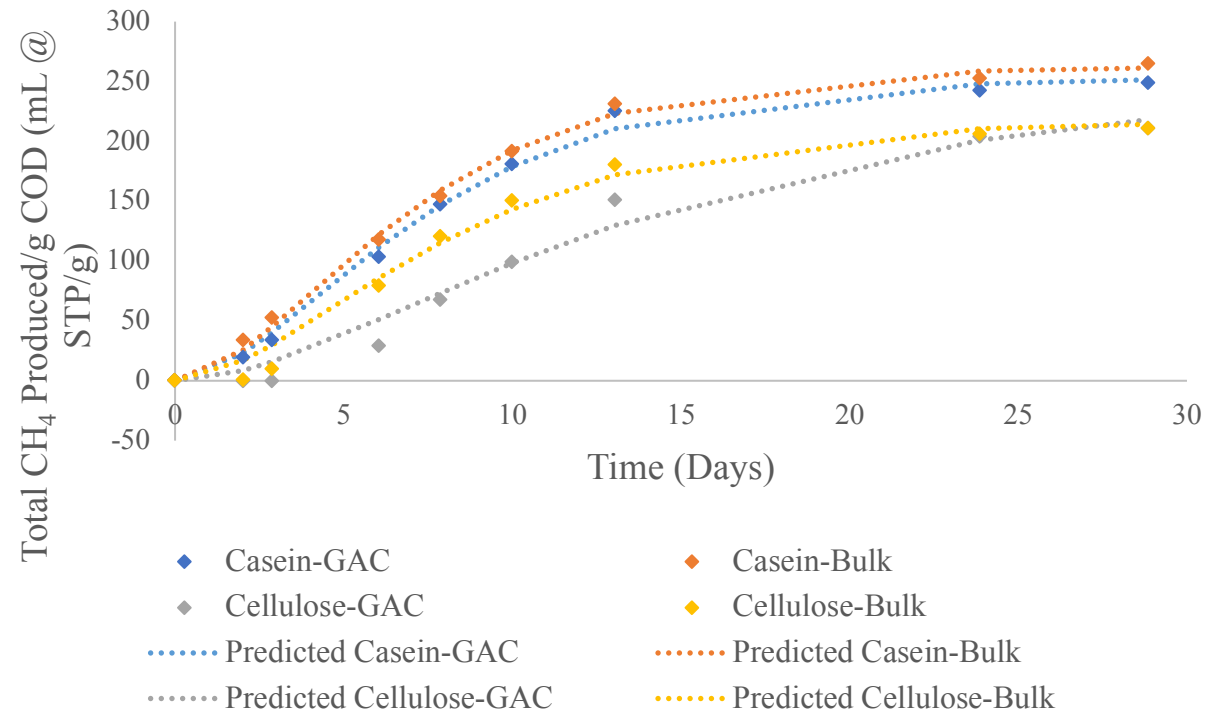 Total CH₄ Produced/g COD (mL @
STP/g)
300
250
200
150
100
50
0
-50
0 5 10 15 20 25 30
Time (Days)
Casein-GAC Casein-Bulk
Cellulose-GAC Cellulose-Bulk
Predicted Casein-GAC Predicted Casein-Bulk
Predicted Cellulose-GAC Predicted Cellulose-Bulk